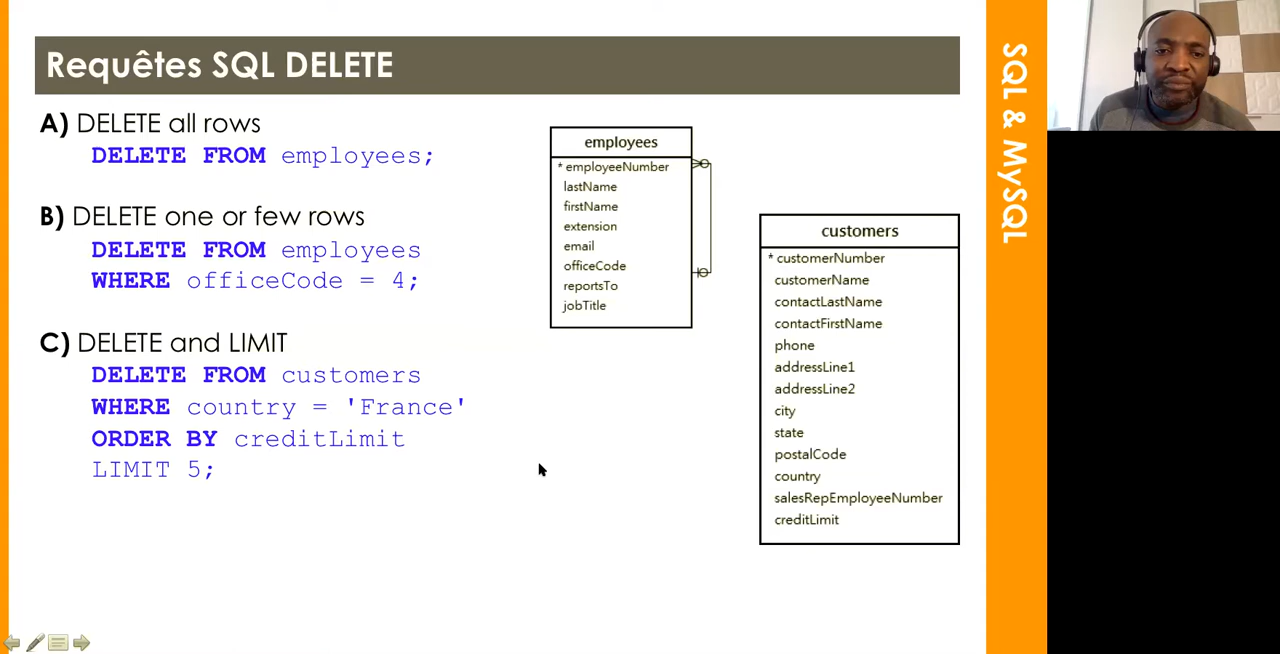 Requêtes SQL DELETE
A) DELETE all rows
DELETE FROM employees;
B) DELETE one or few rows
DELETE FROM employees
WHERE officeCode = 4;
C) DELETE and LIMIT
DELETE FROM customers
WHERE country = 'France'
ORDER BY creditLimit
LIMIT 5;
employees
* employeeNumber
lastName
firstName
extension
email
officeCode
reportsTo
jobTitle
customers
* customerNumber
customerName
contactLastName
contactFirstName
phone
addressLine1
addressLine2
city
state
postalCode
country
salesRepEmployeeNumber
creditLimit
SQL & MySQL